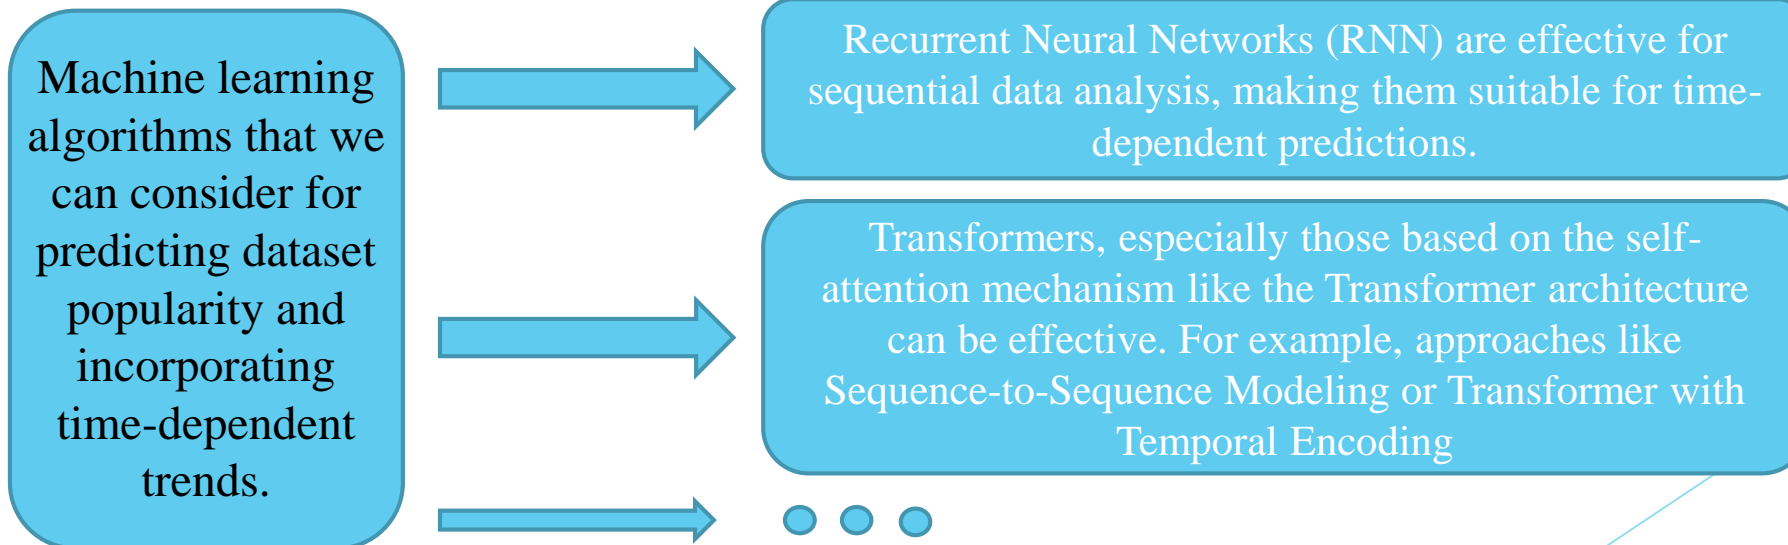 Machine learning
algorithms that we
can consider for
predicting dataset
popularity and
incorporating
time-dependent
trends.
Recurrent Neural Networks (RNN) are effective for
sequential data analysis, making them suitable for time-
dependent predictions.
Transformers, especially those based on the self-
attention mechanism like the Transformer architecture
can be effective. For example, approaches like
Sequence-to-Sequence Modeling or Transformer with
Temporal Encoding